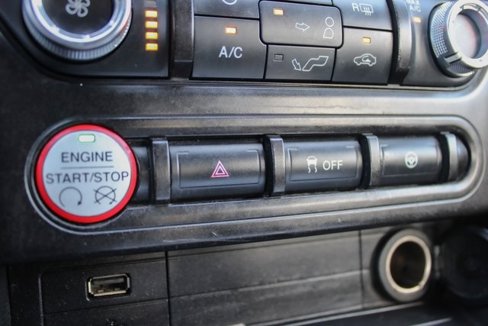 R
A/C
ENGINE
START/STOP
OFF